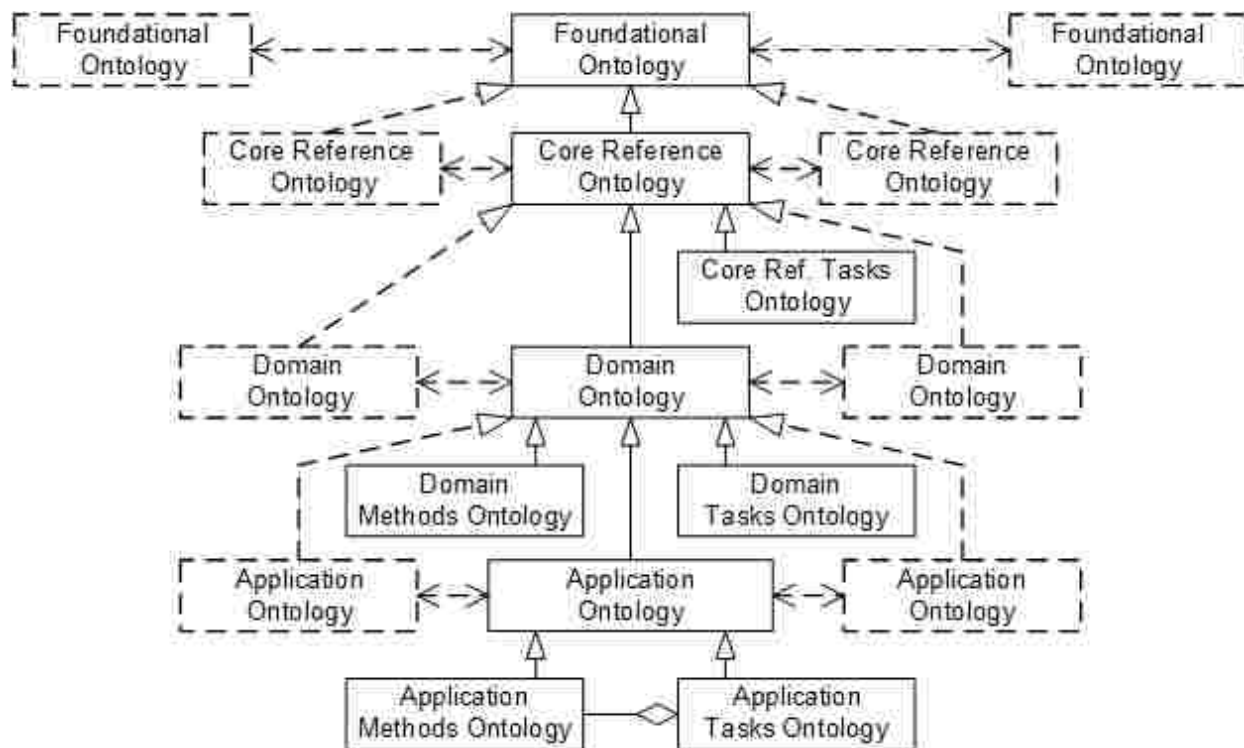 Foundational
Ontology
Foundational
Ontology
Foundational
Ontology
Core Reference
Ontology
Core Reference
Ontology
Core Reference
Ontology
Core Ref. Tasks
Ontology
Domain
Ontology
Domain
Ontology
Domain
Ontology
Domain
Methods Ontology
Domain
Tasks Ontology
Application
Ontology
Application
Ontology
Application
Ontology
Application
Methods Ontology
Application
Tasks Ontology